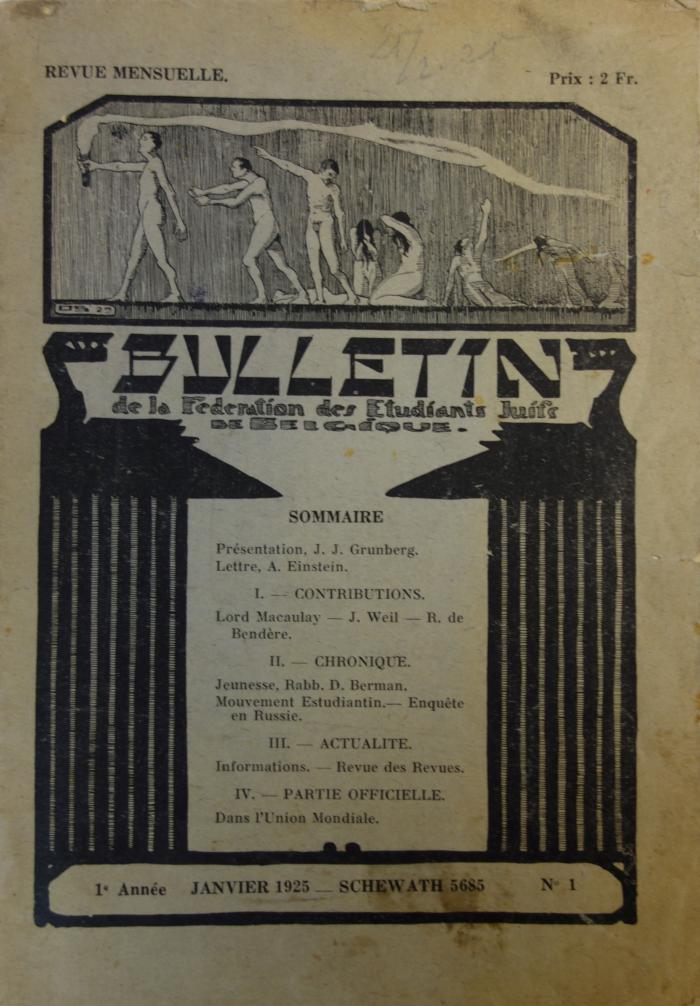 REVUE MENSUELLE.
Prix : 2 Fr.
BULLETIN
de la Federation des Etudiants Juifs
DE BELGIQUE.
SOMMAIRE
Présentation, J. J. Grunberg.
Lettre, A. Einstein.
I. — CONTRIBUTIONS.
Lord Macaulay — J. Weil — R. de
Bendère.
II. — CHRONIQUE.
Jeunesse, Rabb. D. Berman.
Mouvement Estudiantin.— Enquête
en Russie.
III. — ACTUALITE.
Informations. — Revue des Revues.
IV. — PARTIE OFFICIELLE.
Dans l'Union Mondiale.
1e Année JANVIER 1925 — SCHEWATH 5685 No 1